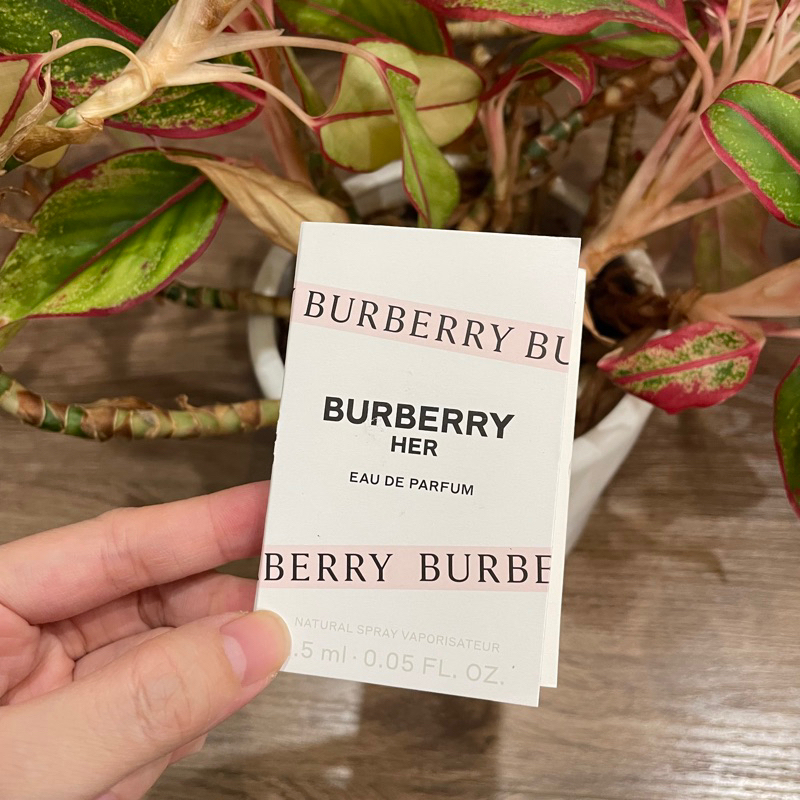 BURBERRY BU
BURBERRY
HER
EAU DE PARFUM
BERRY BURBE
NATURAL SPRAY VAPORISATEUR
.5 ml · 0.05 FL. OZ.